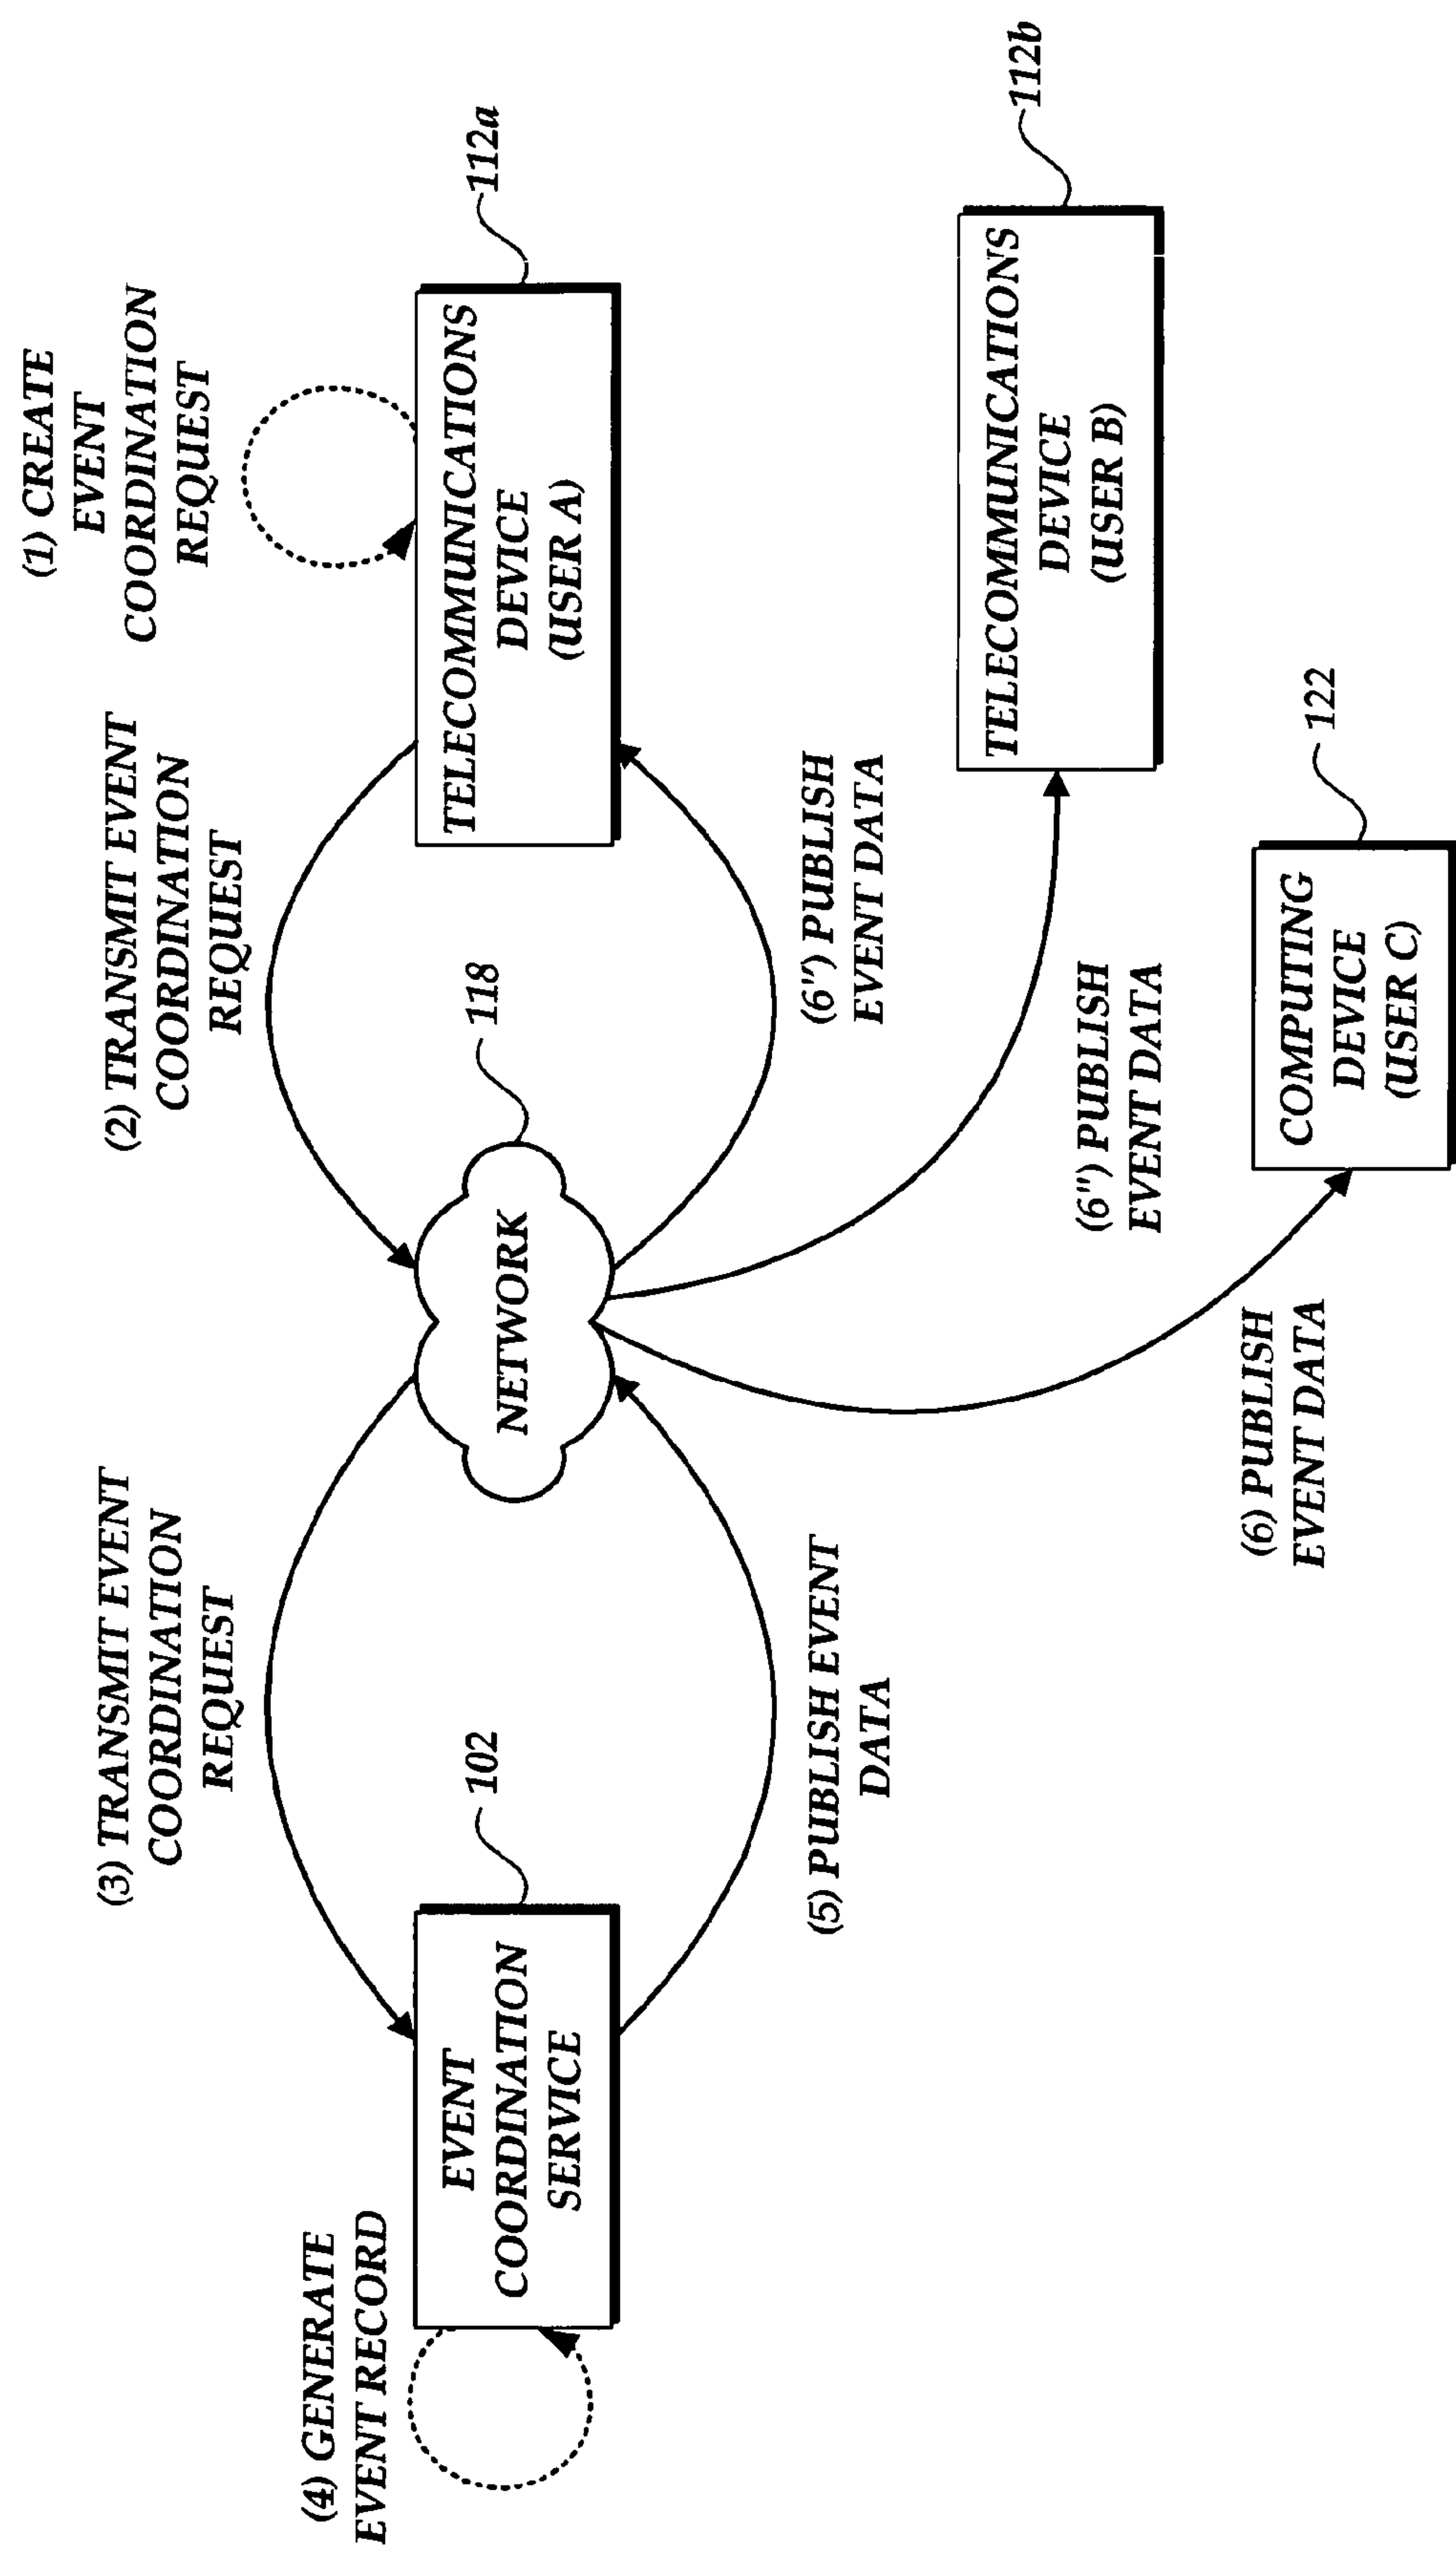 (1) CREATE
EVENT
COORDINATION
REQUEST
(2) TRANSMIT EVENT
COORDINATION
REQUEST
(3) TRANSMIT EVENT
COORDINATION
REQUEST
(4) GENERATE
EVENT RECORD
102
118
112a
EVENT
COORDINATION
SERVICE
NETWORK
TELECOMMUNICATIONS
DEVICE
(USER A)
(5) PUBLISH EVENT
DATA
(6") PUBLISH
EVENT DATA
112b
TELECOMMUNICATIONS
DEVICE
(USER B)
(6") PUBLISH
EVENT DATA
(6) PUBLISH
EVENT DATA
122
COMPUTING
DEVICE
(USER C)